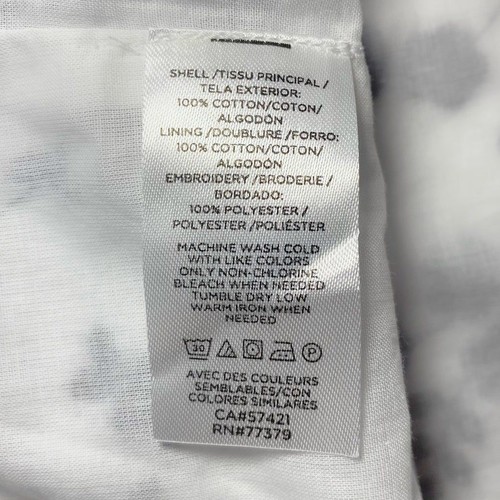 SHELL /TISSU PRINCIPAL /
TELA EXTERIOR:
100% COTTON/COTON/
ALGODÓN
LINING /DOUBLURE /FORRO:
100% COTTON/COTON/
ALGODÓN
EMBROIDERY /BRODERIE /
BORDADO:
100% POLYESTER /
POLYESTER /POLIÉSTER
MACHINE WASH COLD
WITH LIKE COLORS
ONLY NON-CHLORINE
BLEACH WHEN NEEDED
TUMBLE DRY LOW
WARM IRON WHEN
NEEDED
30 P
AVEC DES COULEURS
SEMBLABLES/CON
COLORES SIMILARES
CA#57421
RN#77379